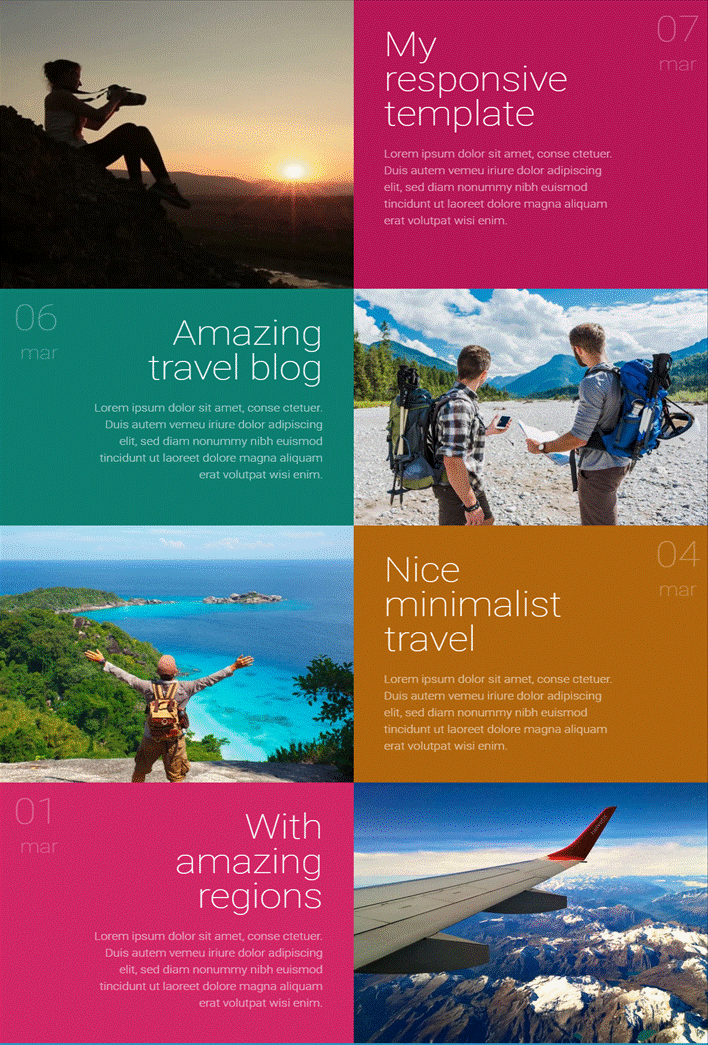 07
mar
My
responsive
template
Lorem ipsum dolor sit amet, conse ctetuer.
Duis autem vemeu iriure dolor adipiscing
elit, sed diam nonummy nibh euismod
tincidunt ut laoreet dolore magna aliquam
erat volutpat wisi enim.
06
mar
Amazing
travel blog
Lorem ipsum dolor sit amet, conse ctetuer.
Duis autem vemeu iriure dolor adipiscing
elit, sed diam nonummy nibh euismod
tincidunt ut laoreet dolore magna aliquam
erat volutpat wisi enim.
04
mar
Nice
minimalist
travel
Lorem ipsum dolor sit amet, conse ctetuer.
Duis autem vemeu iriure dolor adipiscing
elit, sed diam nonummy nibh euismod
tincidunt ut laoreet dolore magna aliquam
erat volutpat wisi enim.
01
mar
With
amazing
regions
Lorem ipsum dolor sit amet, conse ctetuer.
Duis autem vemeu iriure dolor adipiscing
elit, sed diam nonummy nibh euismod
tincidunt ut laoreet dolore magna aliquam
erat volutpat wisi enim.